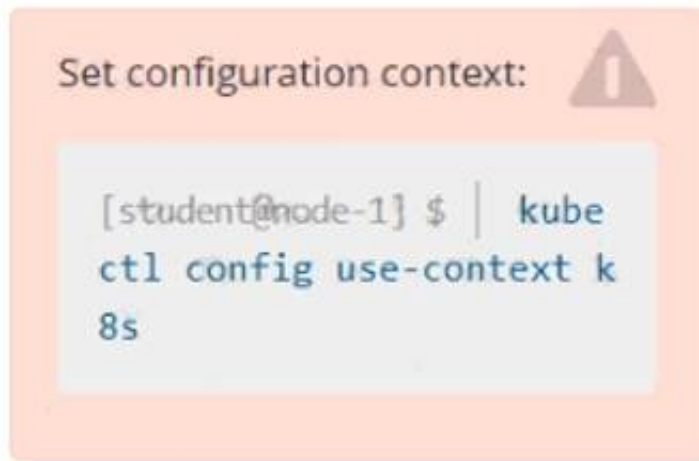 Set configuration context:
[student@node-1] $ | kube
ctl config use-context k
8s